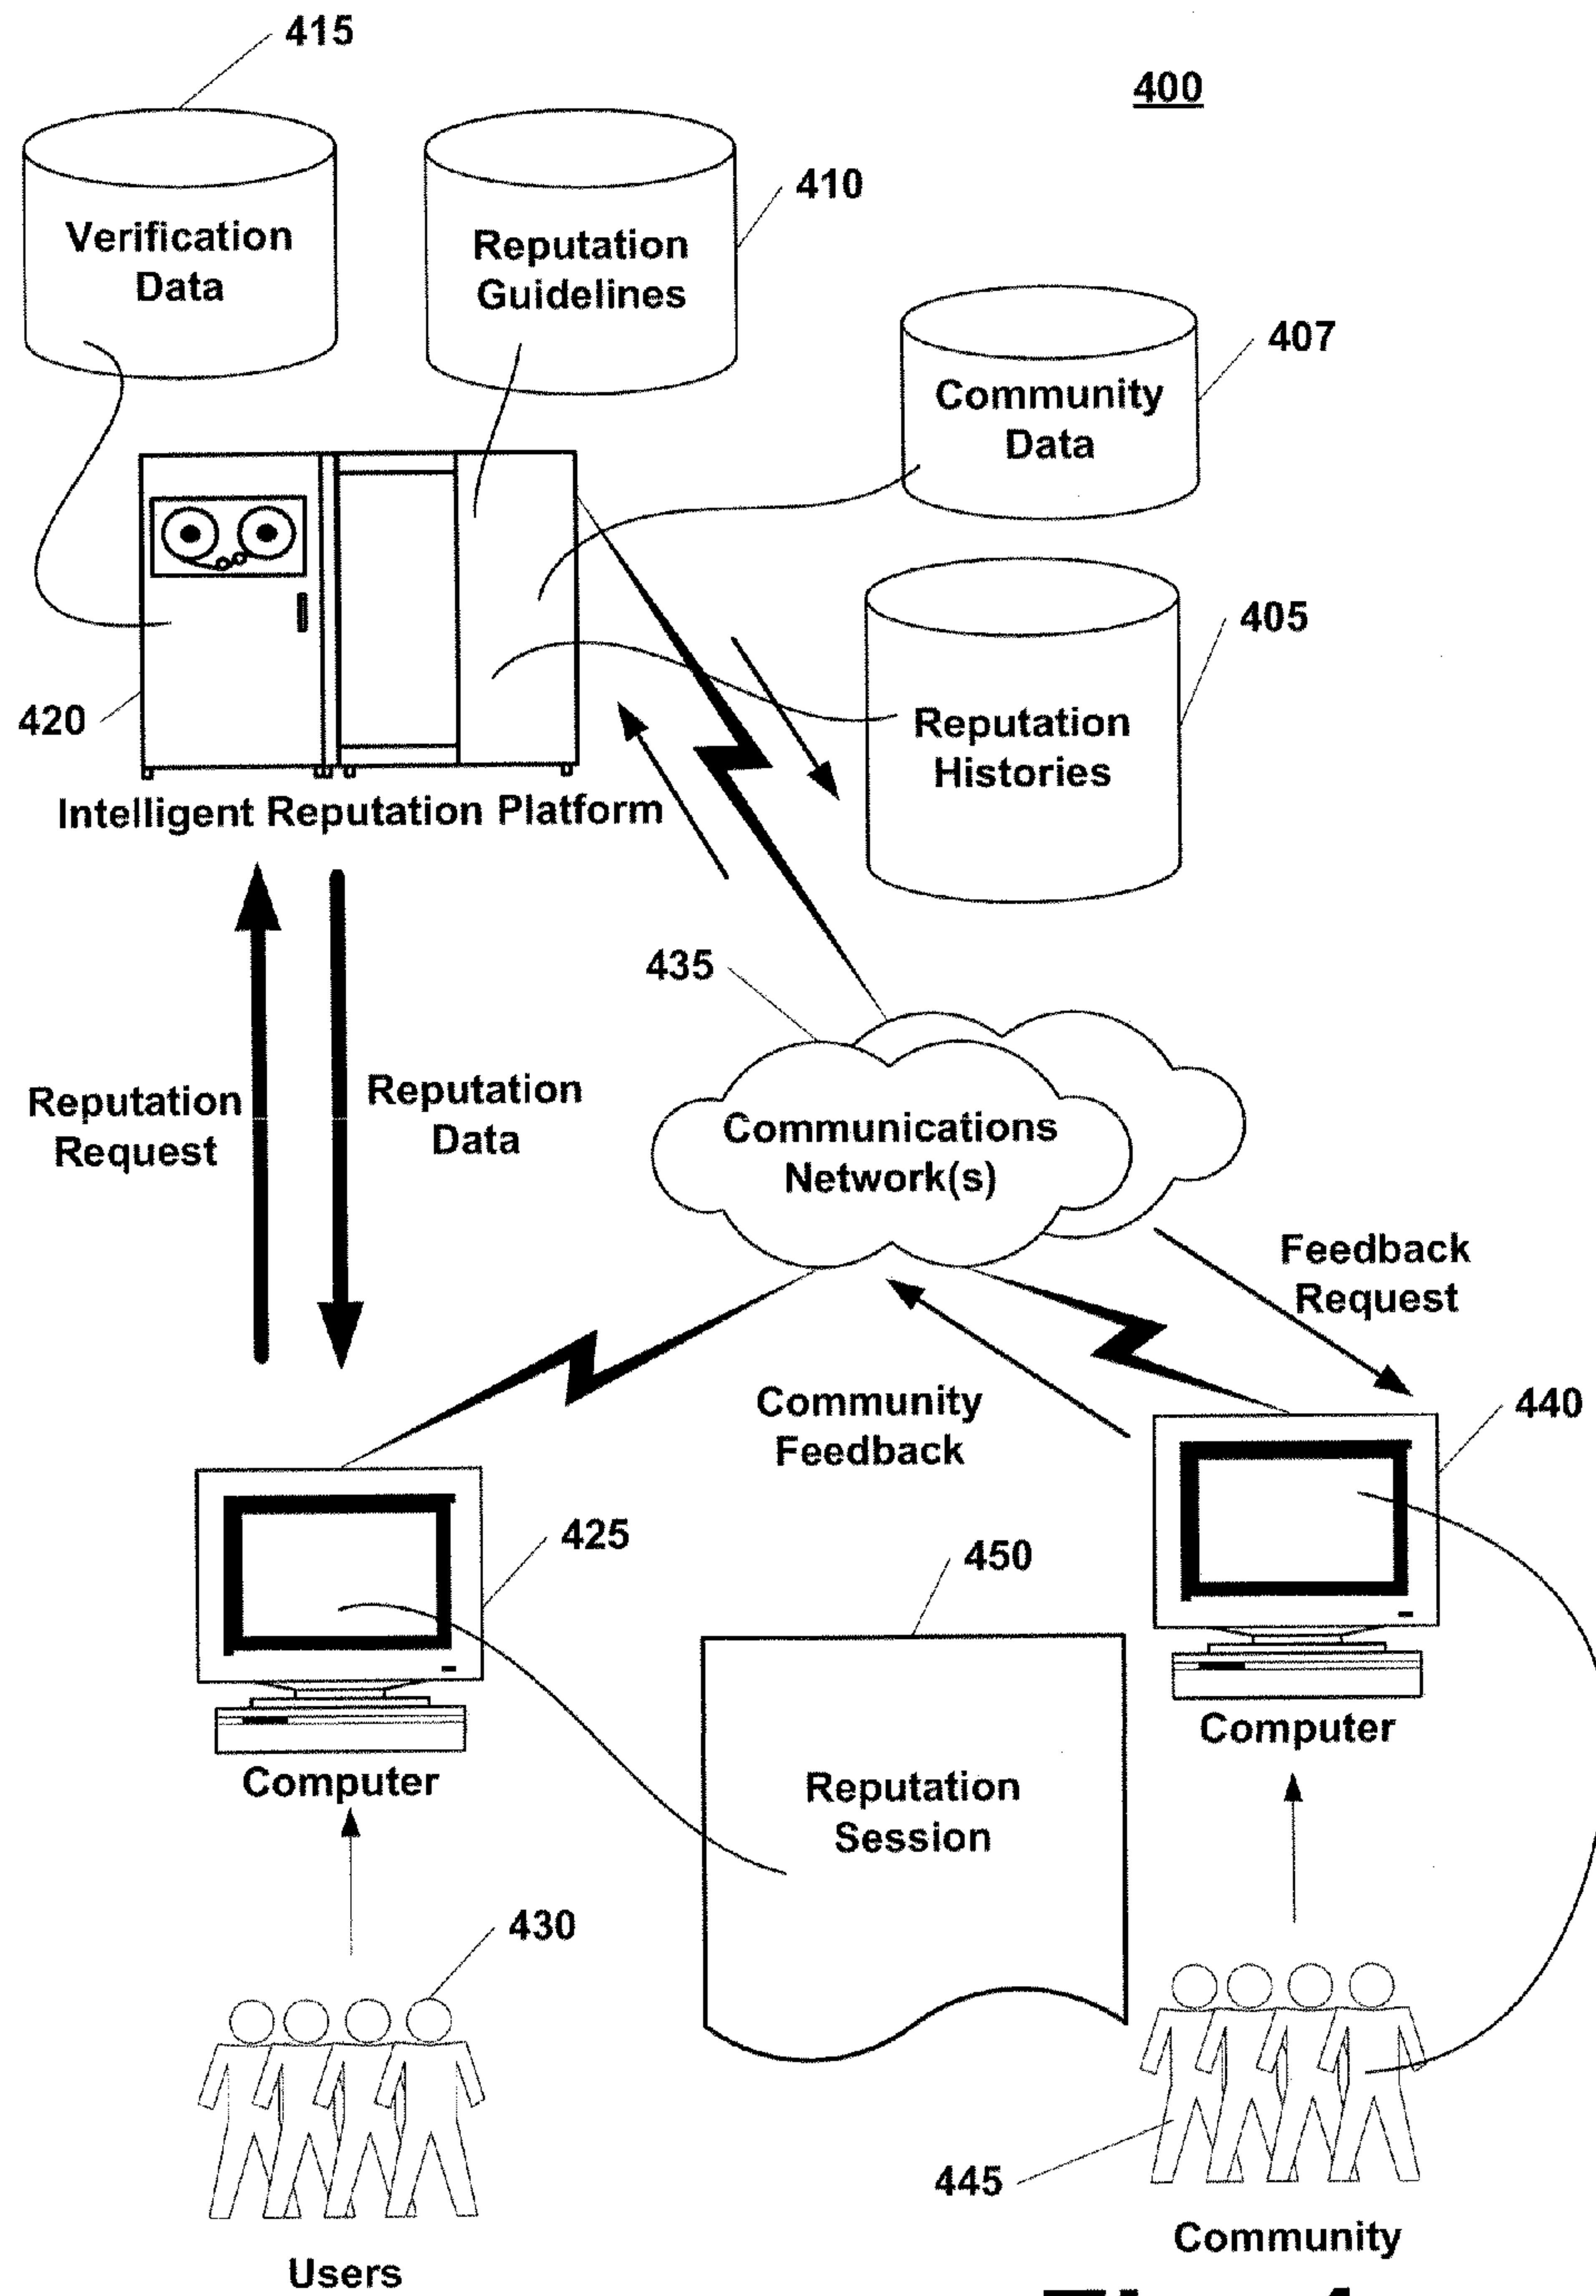 415
400
Verification
Data
410
Reputation
Guidelines
407
Community
Data
405
Reputation
Histories
420
Intelligent Reputation Platform
435
Reputation
Request
Reputation
Data
Communications
Network(s)
Feedback
Request
Community
Feedback
440
425
450
Computer
Computer
Reputation
Session
430
445
Community
Users